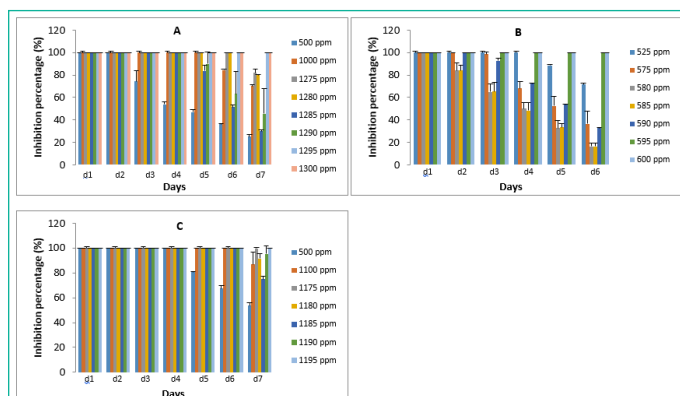 A
Inhibition percentage (%)
120
100
80
60
40
20
0
d1 d2 d3 d4 d5 d6 d7
Days
500 ppm
1000 ppm
1275 ppm
1280 ppm
1285 ppm
1290 ppm
1295 ppm
1300 ppm
B
Inhibition percentage (%)
120
100
80
60
40
20
0
d1 d2 d3 d4 d5 d6
Days
525 ppm
575 ppm
580 ppm
585 ppm
590 ppm
595 ppm
600 ppm
C
Inhibition percentage (%)
120
100
80
60
40
20
0
d1 d2 d3 d4 d5 d6 d7
Days
500 ppm
1100 ppm
1175 ppm
1180 ppm
1185 ppm
1190 ppm
1195 ppm